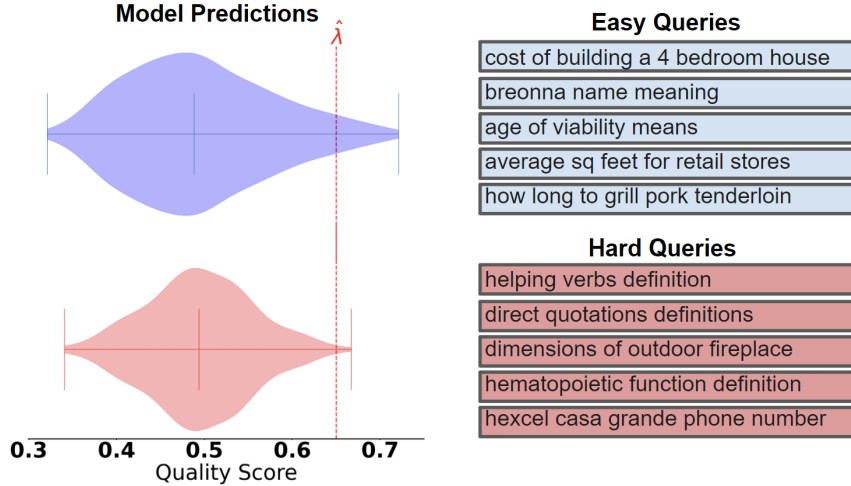 Model Predictions
λ̂
0.3 0.4 0.5 0.6 0.7
Quality Score
Easy Queries
cost of building a 4 bedroom house
breonna name meaning
age of viability means
average sq feet for retail stores
how long to grill pork tenderloin
Hard Queries
helping verbs definition
direct quotations definitions
dimensions of outdoor fireplace
hematopoietic function definition
hexcel casa grande phone number